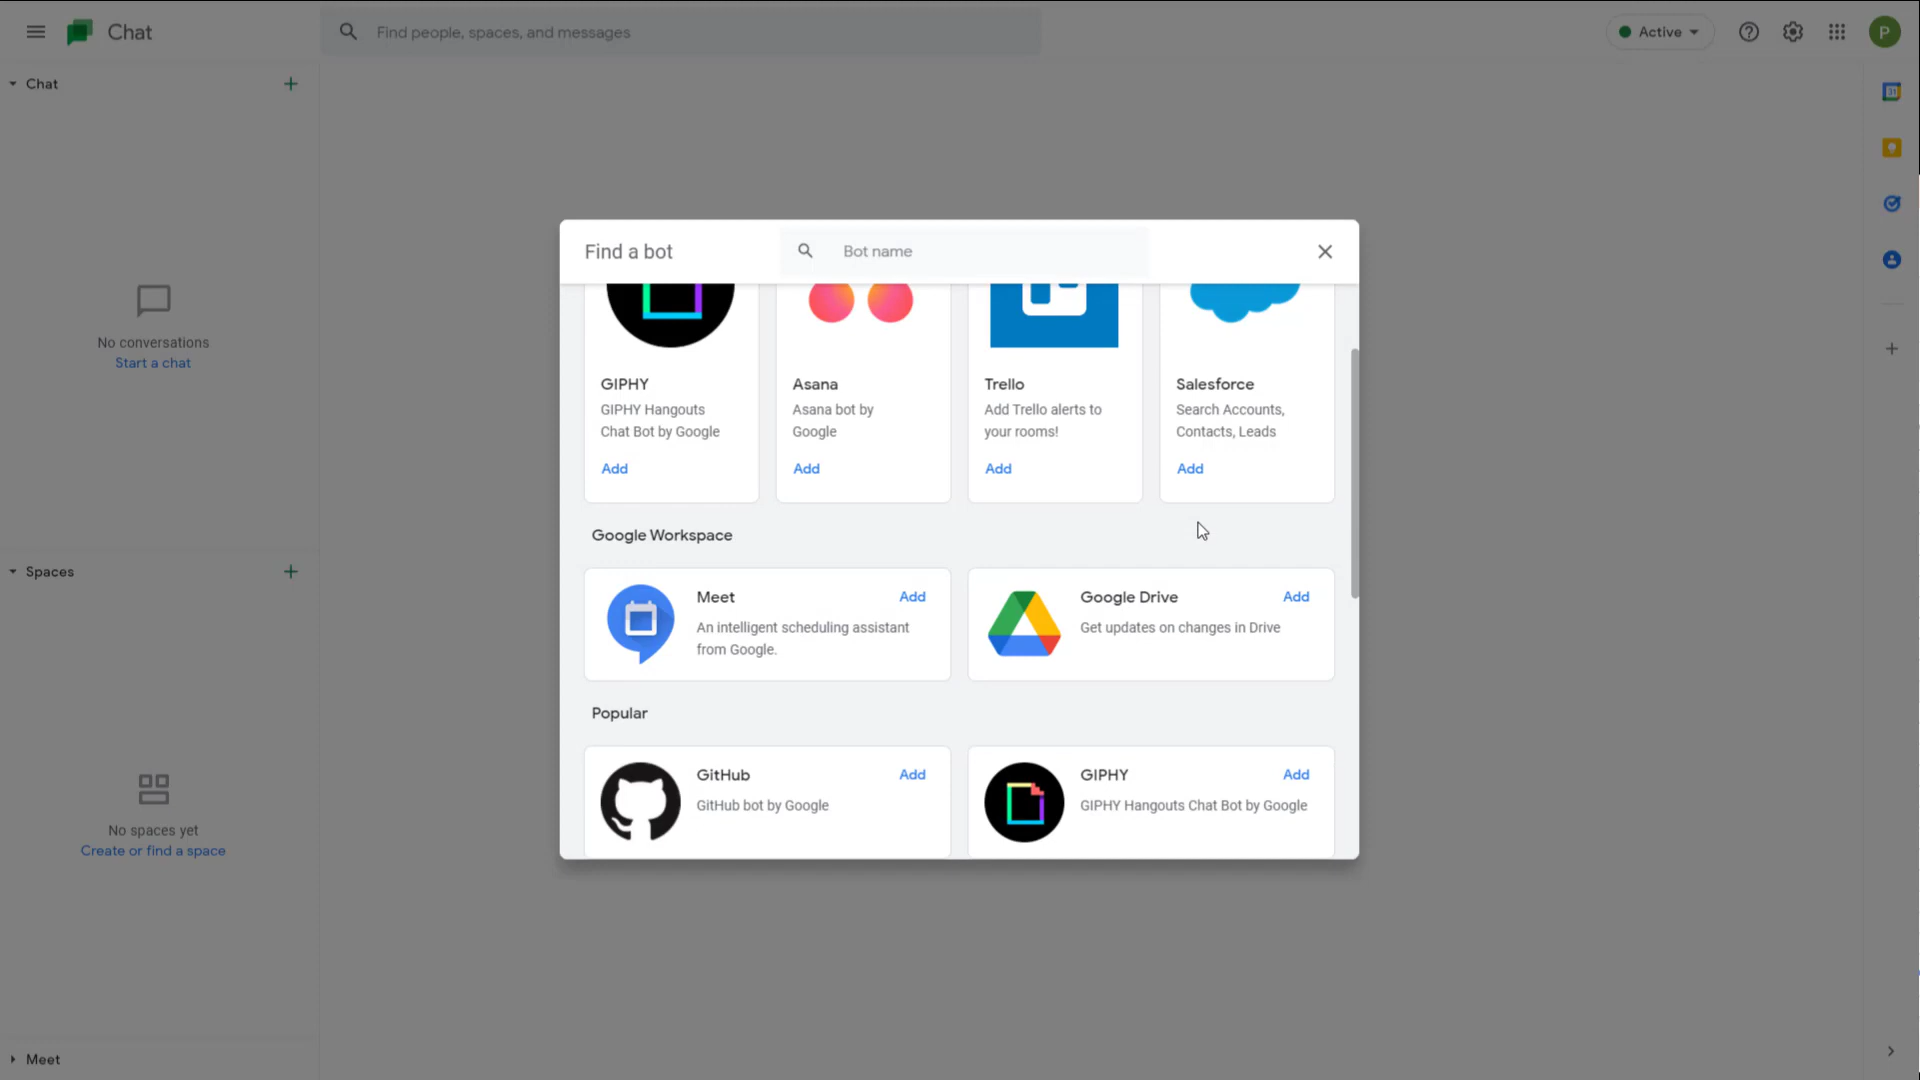 Chat
Find people, spaces, and messages
Active
P
Chat
No conversations
Start a chat
Spaces
No spaces yet
Create or find a space
Meet
31
Find a bot
Bot name
GIPHY
GIPHY Hangouts
Chat Bot by Google
Add
Asana
Asana bot by
Google
Add
Trello
Add Trello alerts to
your rooms!
Add
Salesforce
Search Accounts,
Contacts, Leads
Add
Google Workspace
Meet
Add
An intelligent scheduling assistant
from Google.
Google Drive
Add
Get updates on changes in Drive
Popular
GitHub
Add
GitHub bot by Google
GIPHY
Add
GIPHY Hangouts Chat Bot by Google